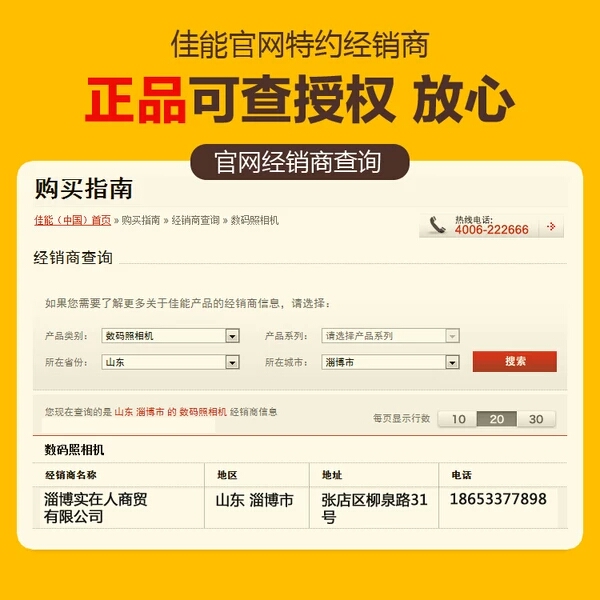 佳能官网特约经销商
正品可查授权 放心
官网经销商查询
购买指南
佳能（中国）首页 » 购买指南 » 经销商查询 » 数码照相机
热线电话:
4006-222666
经销商查询
如果您需要了解更多关于佳能产品的经销商信息，请选择：
产品类别： 数码照相机 产品系列： 请选择产品系列
所在省份： 山东 所在城市： 淄博市 搜索
您现在查询的是 山东 淄博市 的 数码照相机 经销商信息
每页显示行数 10 20 30
数码照相机
经销商名称 地区 地址 电话
淄博实在人商贸有限公司 山东 淄博市 张店区柳泉路31号 18653377898